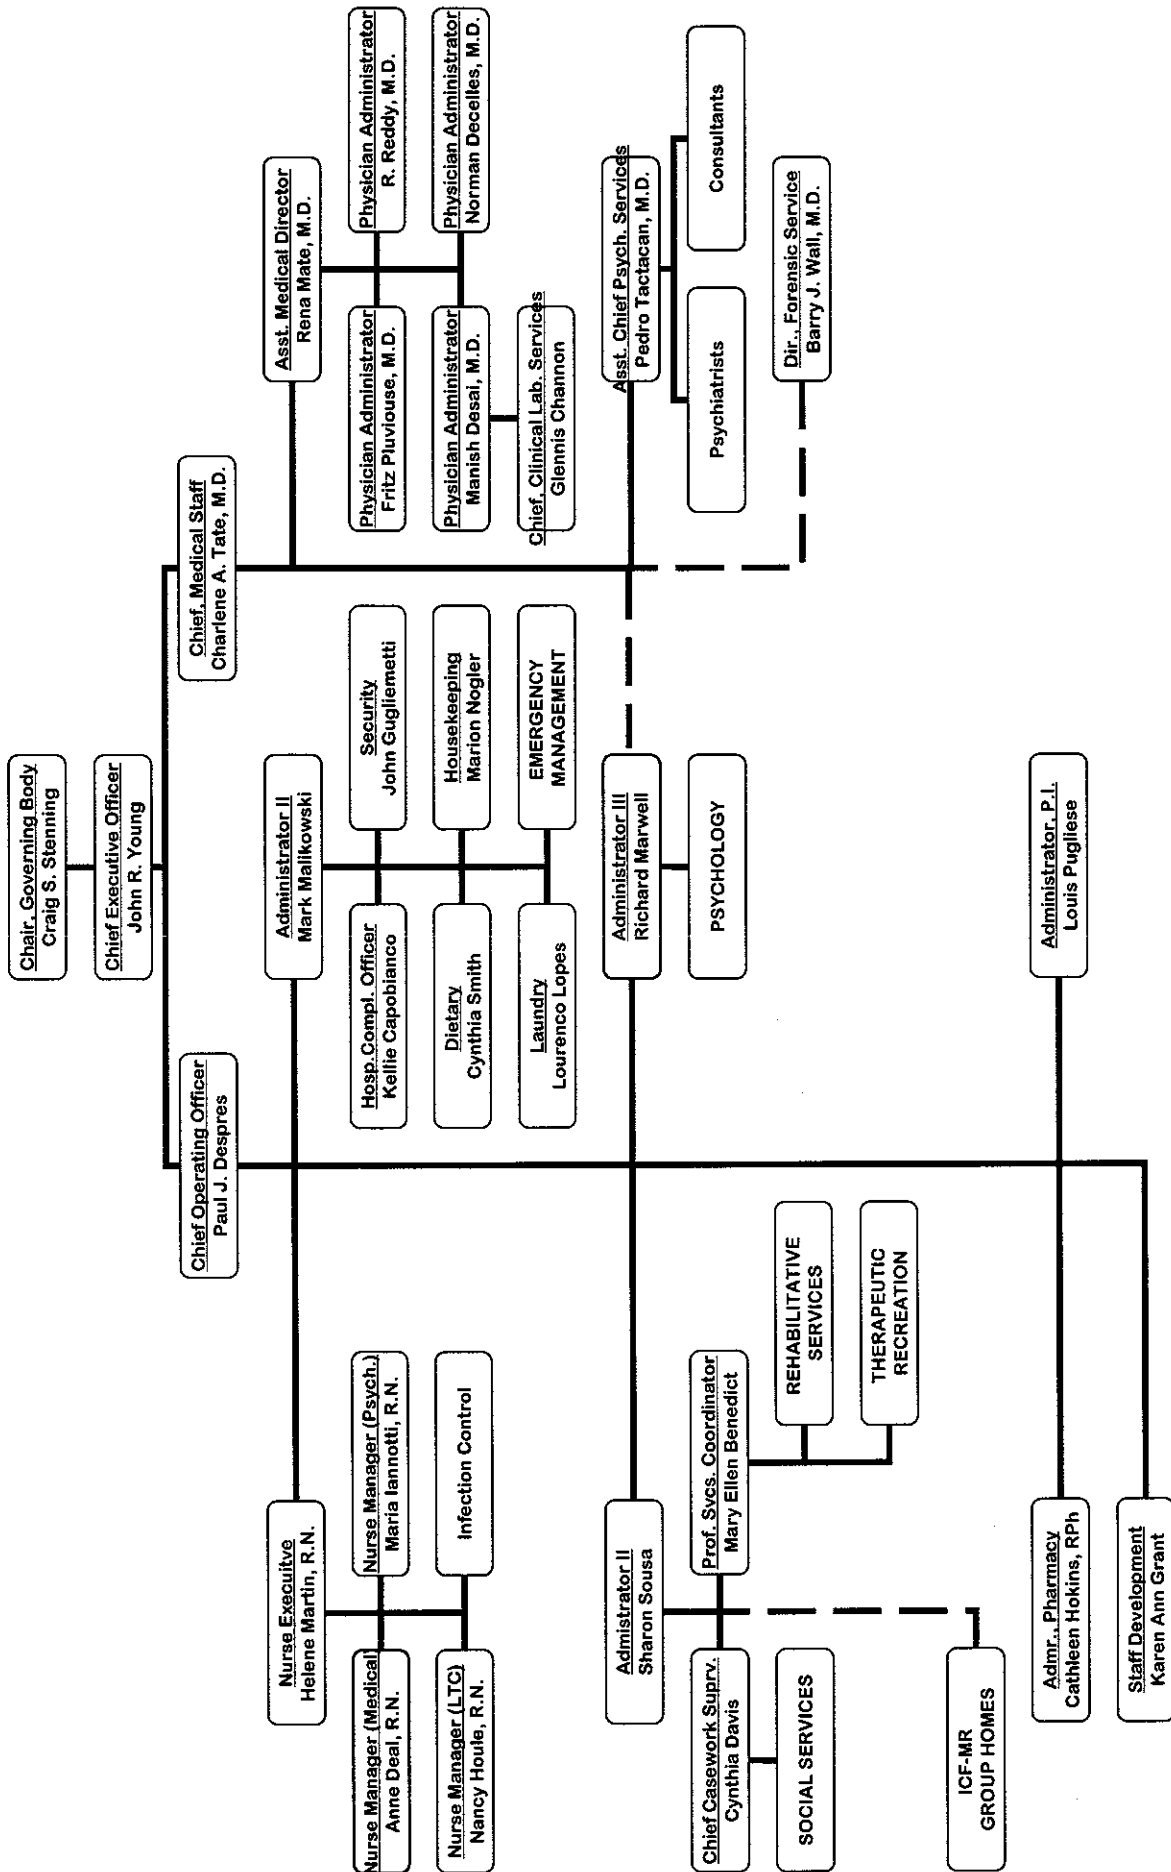 Chair, Governing Body
Craig S. Stenning
Chief Executive Officer
John R. Young
Chief Operating Officer
Paul J. Despres
Chief, Medical Staff
Charlene A. Tate, M.D.
Nurse Execuitve
Helene Martin, R.N.
Nurse Manager (Medical)
Anne Deal, R.N.
Nurse Manager (Psych.)
Maria Iannotti, R.N.
Nurse Manager (LTC)
Nancy Houle, R.N.
Infection Control
Administrator II
Mark Malikowski
Hosp.Compl. Officer
Kellie Capobianco
Security
John Gugliemetti
Dietary
Cynthia Smith
Housekeeping
Marion Nogler
Laundry
Lourenco Lopes
EMERGENCY
MANAGEMENT
Asst. Medical Director
Rena Mate, M.D.
Physician Administrator
Fritz Pluviouse, M.D.
Physician Administrator
R. Reddy, M.D.
Physician Administrator
Manish Desai, M.D.
Physician Administrator
Norman Decelles, M.D.
Chief, Clinical Lab. Services
Glennis Channon
Admistrator II
Sharon Sousa
Chief Casework Suprv.
Cynthia Davis
Prof. Svcs. Coordinator
Mary Ellen Benedict
SOCIAL SERVICES
REHABILITATIVE
SERVICES
THERAPEUTIC
RECREATION
ICF-MR
GROUP HOMES
Administrator III
Richard Marwell
PSYCHOLOGY
Asst. Chief Psych. Services
Pedro Tactacan, M.D.
Psychiatrists
Consultants
Dir., Forensic Service
Barry J. Wall, M.D.
Admr., Pharmacy
Cathleen Hokins, RPh
Administrator, P.I.
Louis Pugliese
Staff Development
Karen Ann Grant